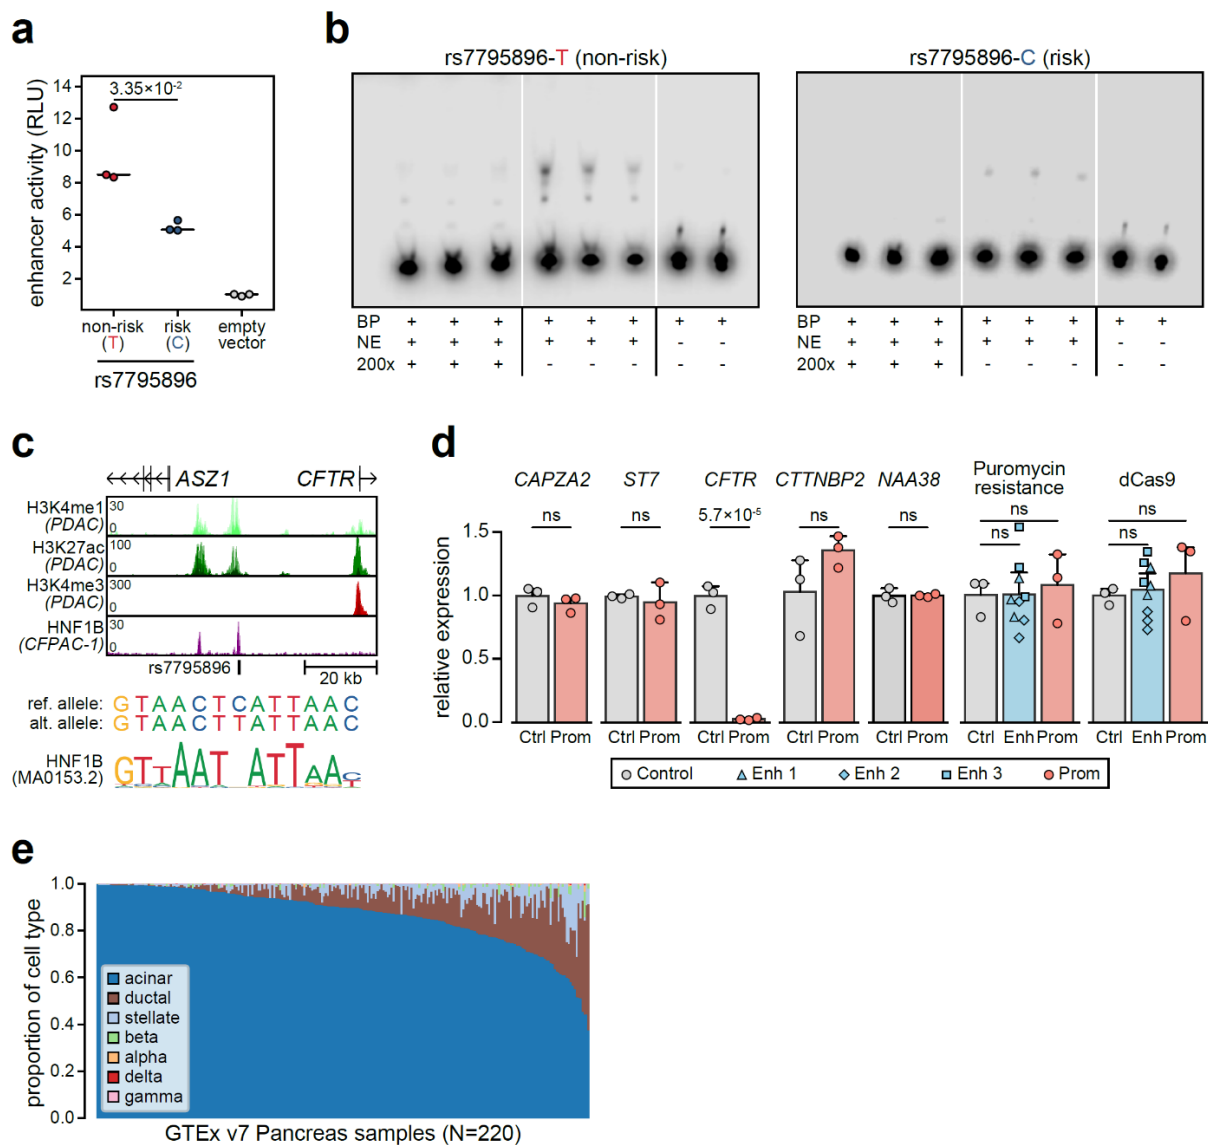 a
3.35×10⁻²
enhancer activity (RLU)
14
12
10
8
6
4
2
non-risk (T)
risk (C)
empty vector
rs7795896
b
rs7795896-T (non-risk)
rs7795896-C (risk)
BP + + + + + + + +
NE + + + + + + - -
200x + + + - - - - -
BP + + + + + + + +
NE + + + + + + - -
200x + + + - - - - -
c
ASZ1 CFTR
H3K4me1 (PDAC) 30 0
H3K27ac (PDAC) 100 0
H3K4me3 (PDAC) 300 0
HNF1B (CFPAC-1) 30 0
rs7795896
20 kb
ref. allele: GTAACTCATTAAC
alt. allele: GTAACTTATTAAC
HNF1B (MA0153.2) GTTAAT ATTAAC
d
CAPZA2 ST7 CFTR CTTNBP2 NAA38 Puromycin resistance dCas9
ns ns 5.7×10⁻⁵ ns ns ns ns ns ns
relative expression
1.5
1.0
0.5
0.0
Ctrl Prom Ctrl Prom Ctrl Prom Ctrl Prom Ctrl Prom Ctrl Enh Prom Ctrl Enh Prom
Control Enh 1 Enh 2 Enh 3 Prom
e
proportion of cell type
1.0
0.8
0.6
0.4
0.2
0.0
acinar
ductal
stellate
beta
alpha
delta
gamma
GTEx v7 Pancreas samples (N=220)